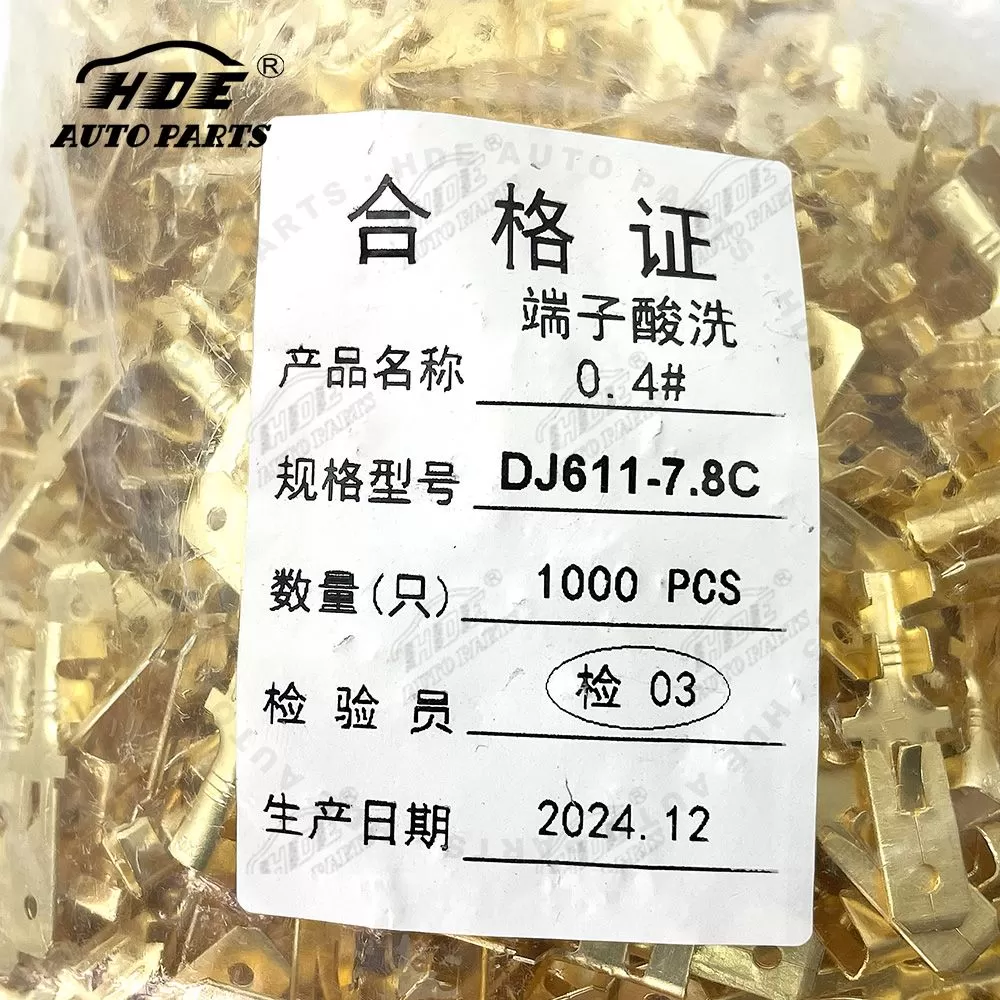 HDE®
AUTO PARTS
合格证
端子酸洗
产品名称 0.4#
规格型号 DJ611-7.8C
数量(只) 1000 PCS
检验员 检 03
生产日期 2024.12